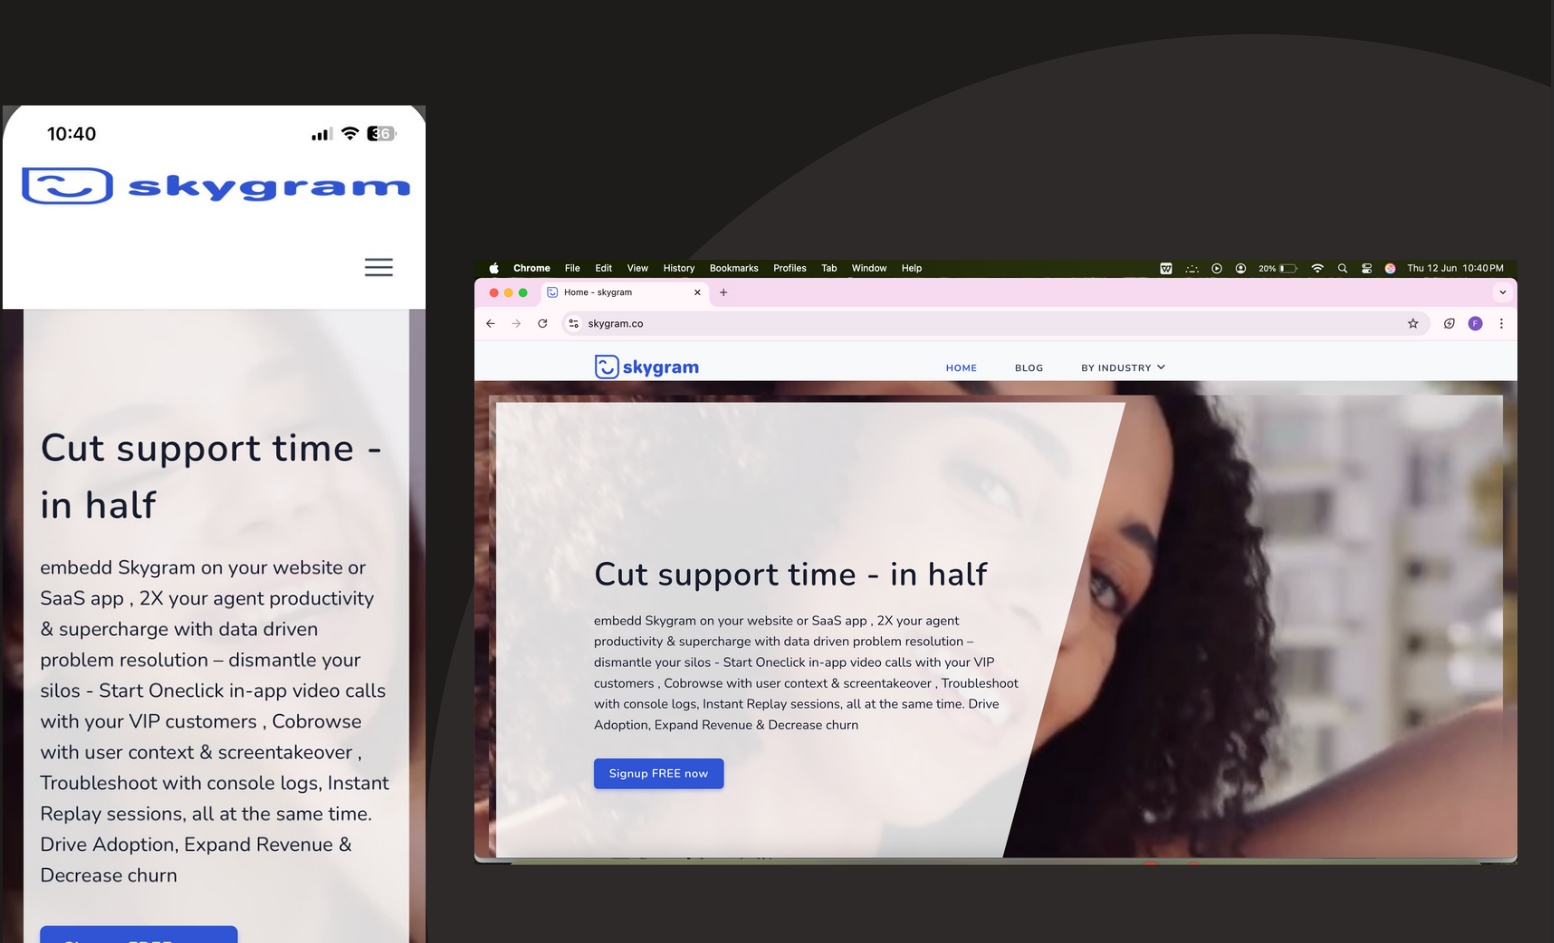 10:40
36
skygram
Cut support time -
in half
embedd Skygram on your website or
SaaS app , 2X your agent productivity
& supercharge with data driven
problem resolution – dismantle your
silos - Start Oneclick in-app video calls
with your VIP customers , Cobrowse
with user context & screentakeover ,
Troubleshoot with console logs, Instant
Replay sessions, all at the same time.
Drive Adoption, Expand Revenue &
Decrease churn
Chrome File Edit View History Bookmarks Profiles Tab Window Help 20% Thu 12 Jun 10:40 PM
Home - skygram
skygram.co
F
skygram HOME BLOG BY INDUSTRY
Cut support time - in half
embedd Skygram on your website or SaaS app , 2X your agent
productivity & supercharge with data driven problem resolution –
dismantle your silos - Start Oneclick in-app video calls with your VIP
customers , Cobrowse with user context & screentakeover , Troubleshoot
with console logs, Instant Replay sessions, all at the same time. Drive
Adoption, Expand Revenue & Decrease churn
Signup FREE now